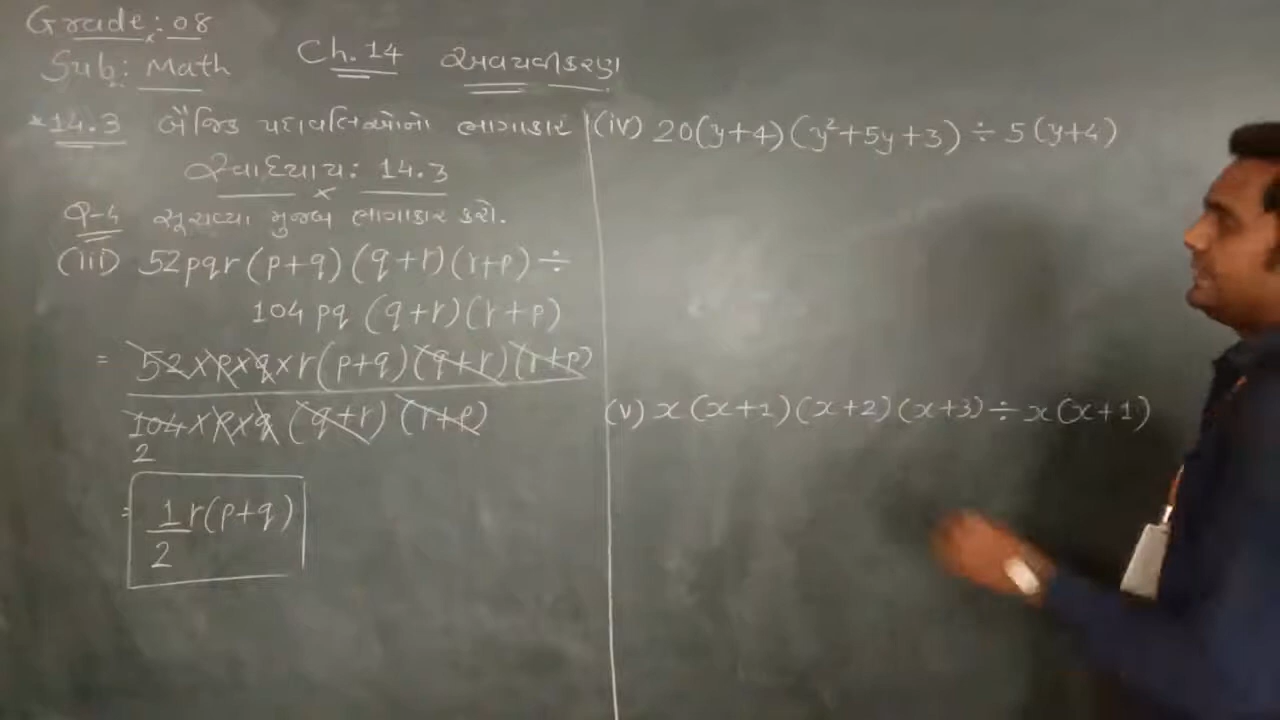 Grade: 08
Sub: Math
Ch. 14 અવયવીકરણ
*14.3 બૈજિક પદાવલિઓનો ભાગાકાર
સ્વાધ્યાય: 14.3
Q-4 સૂચવ્યા મુજબ ભાગાકાર કરો.
(iii) 52pqr(p+q)(q+r)(r+p) ÷
104 pq (q+r)(r+p)
= 52×p×q×r(p+q)(q+r)(r+p)
104×p×q (q+r) (r+p)
2
= 1/2 r(p+q)
(iv) 20(y+4)(y²+5y+3) ÷ 5(y+4)
(v) x(x+1)(x+2)(x+3) ÷ x(x+1)